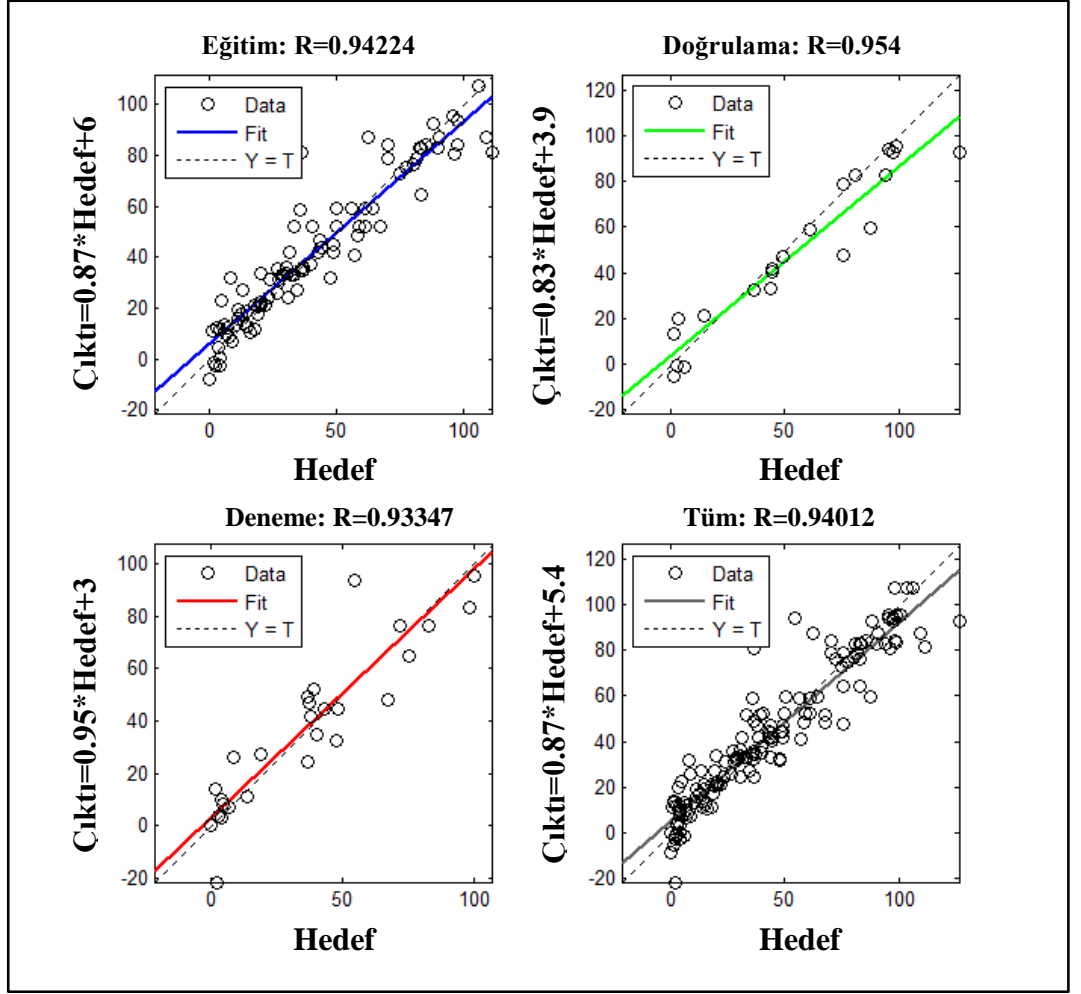 Eğitim: R=0.94224
Çıktı=0.87*Hedef+6
Data
Fit
Y = T
100
80
60
40
20
0
-20
0 50 100
Hedef
Doğrulama: R=0.954
Çıktı=0.83*Hedef+3.9
Data
Fit
Y = T
120
100
80
60
40
20
0
-20
0 50 100
Hedef
Deneme: R=0.93347
Çıktı=0.95*Hedef+3
Data
Fit
Y = T
100
80
60
40
20
0
-20
0 50 100
Hedef
Tüm: R=0.94012
Çıktı=0.87*Hedef+5.4
Data
Fit
Y = T
120
100
80
60
40
20
0
-20
0 50 100
Hedef